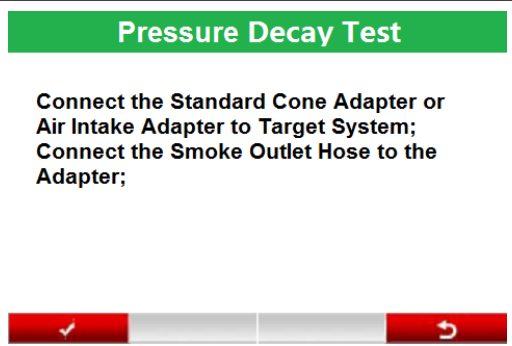 Pressure Decay Test
Connect the Standard Cone Adapter or
Air Intake Adapter to Target System;
Connect the Smoke Outlet Hose to the
Adapter;